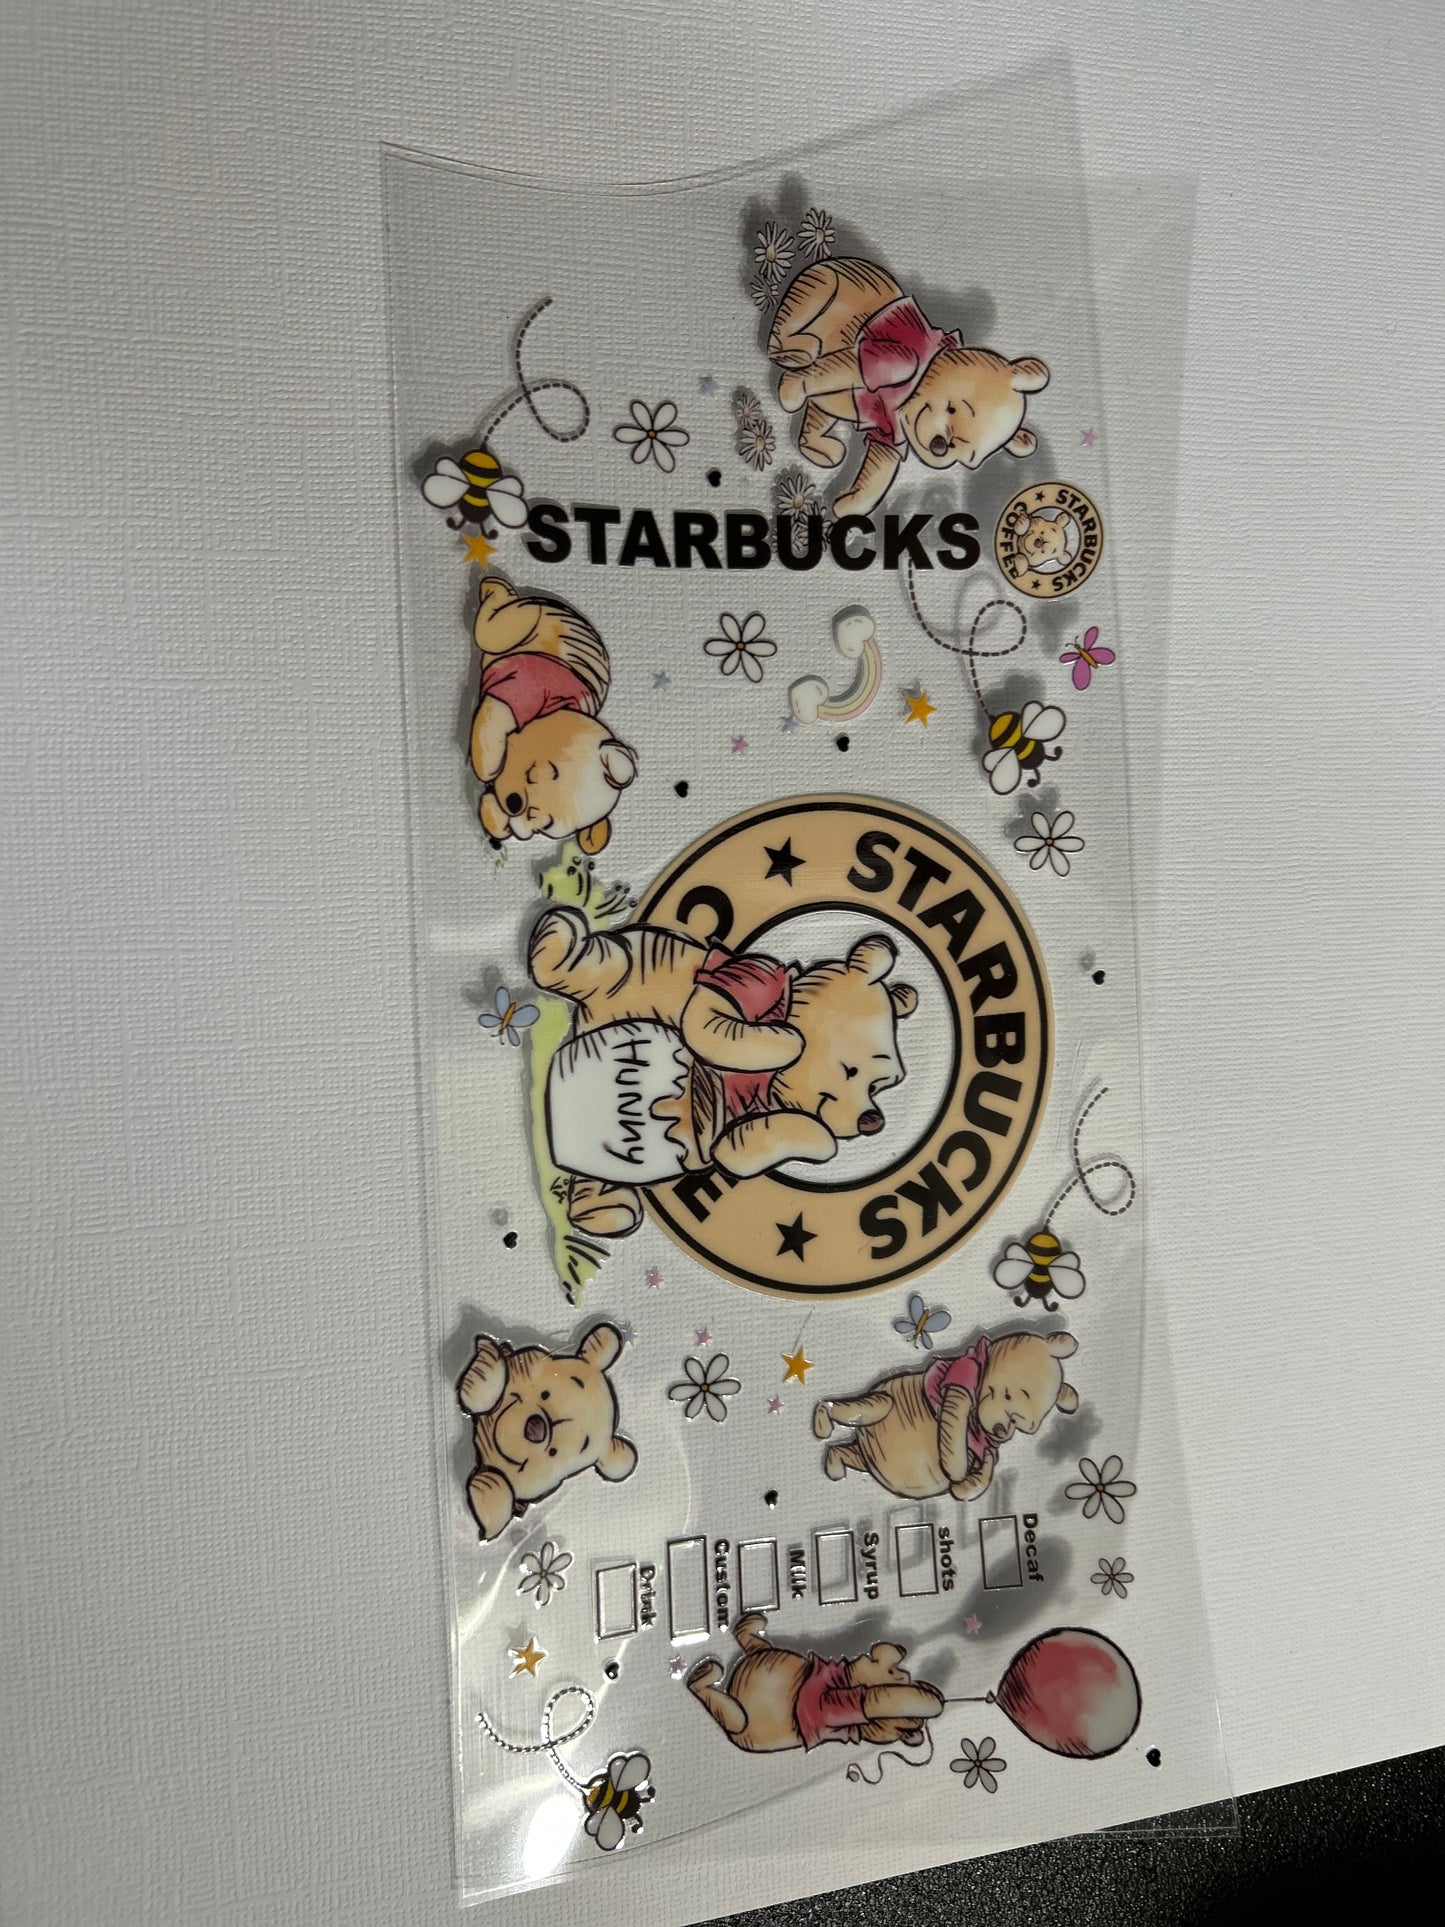 STARBUCKS
STARBUCKS
COFFEE
STARBUCKS
C
E
Hunny
Decaf
shots
Syrup
Milk
Custom
Drink